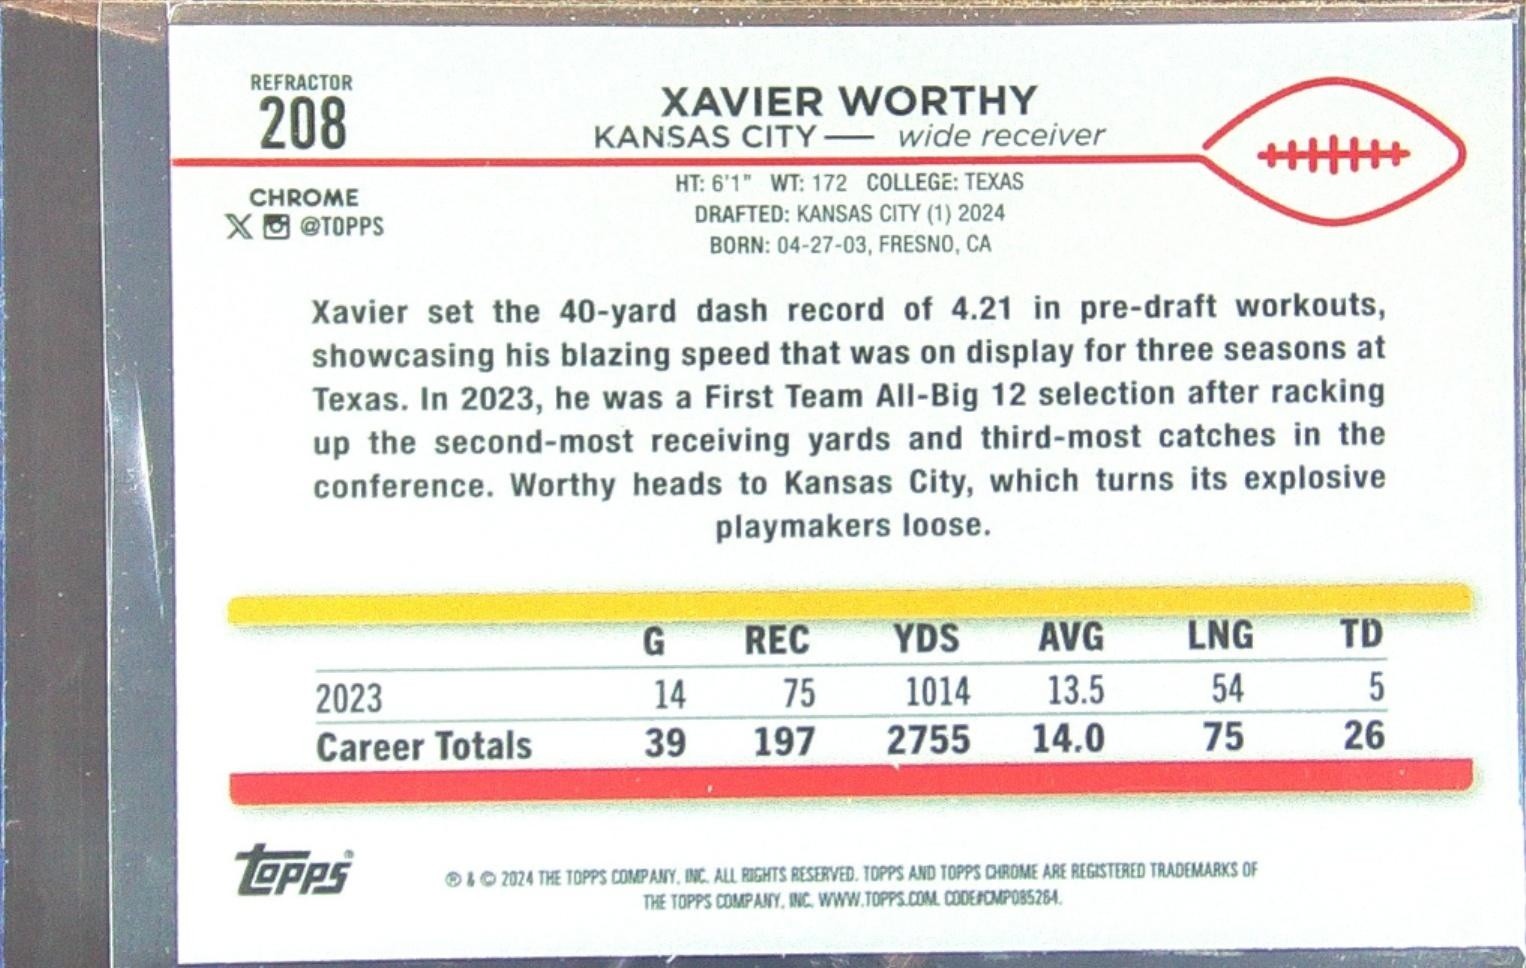 REFRACTOR
208
XAVIER WORTHY
KANSAS CITY — wide receiver
CHROME
@TOPPS
HT: 6'1" WT: 172 COLLEGE: TEXAS
DRAFTED: KANSAS CITY (1) 2024
BORN: 04-27-03, FRESNO, CA
Xavier set the 40-yard dash record of 4.21 in pre-draft workouts,
showcasing his blazing speed that was on display for three seasons at
Texas. In 2023, he was a First Team All-Big 12 selection after racking
up the second-most receiving yards and third-most catches in the
conference. Worthy heads to Kansas City, which turns its explosive
playmakers loose.
G REC YDS AVG LNG TD
2023 14 75 1014 13.5 54 5
Career Totals 39 197 2755 14.0 75 26
TOPPS®
® & © 2024 THE TOPPS COMPANY, INC. ALL RIGHTS RESERVED. TOPPS AND TOPPS CHROME ARE REGISTERED TRADEMARKS OF
THE TOPPS COMPANY, INC. WWW.TOPPS.COM. CODE#CMP085264.